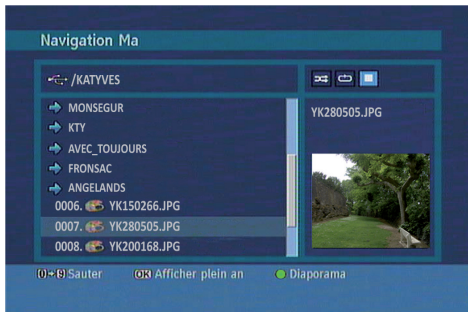 Navigation Ma
/KATYVES
MONSEGUR
KTY
AVEC_TOUJOURS
FRONSAC
ANGELANDS
0006. YK150266.JPG
0007. YK280505.JPG
0008. YK200168.JPG
YK280505.JPG
0→9 Sauter
OK Afficher plein an
Diaporama